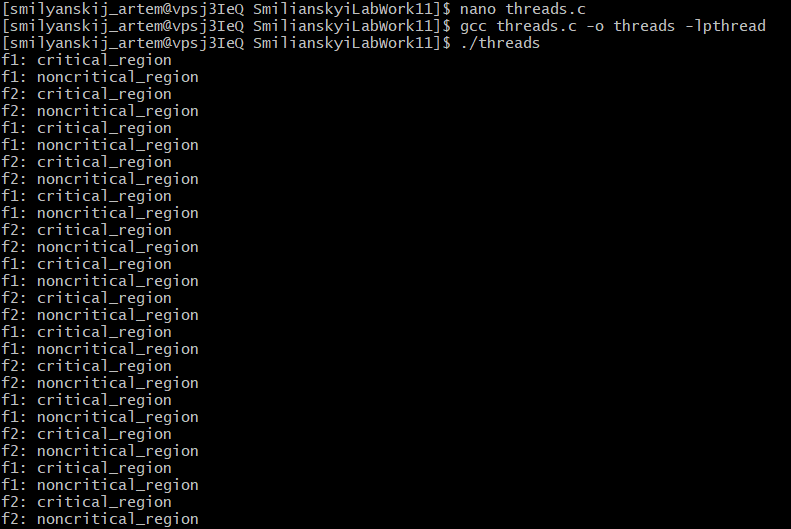 [smilyanskij_artem@vpsj3IeQ SmilianskyiLabWork11]$ nano threads.c
[smilyanskij_artem@vpsj3IeQ SmilianskyiLabWork11]$ gcc threads.c -o threads -lpthread
[smilyanskij_artem@vpsj3IeQ SmilianskyiLabWork11]$ ./threads
f1: critical_region
f1: noncritical_region
f2: critical_region
f2: noncritical_region
f1: critical_region
f1: noncritical_region
f2: critical_region
f2: noncritical_region
f1: critical_region
f1: noncritical_region
f2: critical_region
f2: noncritical_region
f1: critical_region
f1: noncritical_region
f2: critical_region
f2: noncritical_region
f1: critical_region
f1: noncritical_region
f2: critical_region
f2: noncritical_region
f1: critical_region
f1: noncritical_region
f2: critical_region
f2: noncritical_region
f1: critical_region
f1: noncritical_region
f2: critical_region
f2: noncritical_region